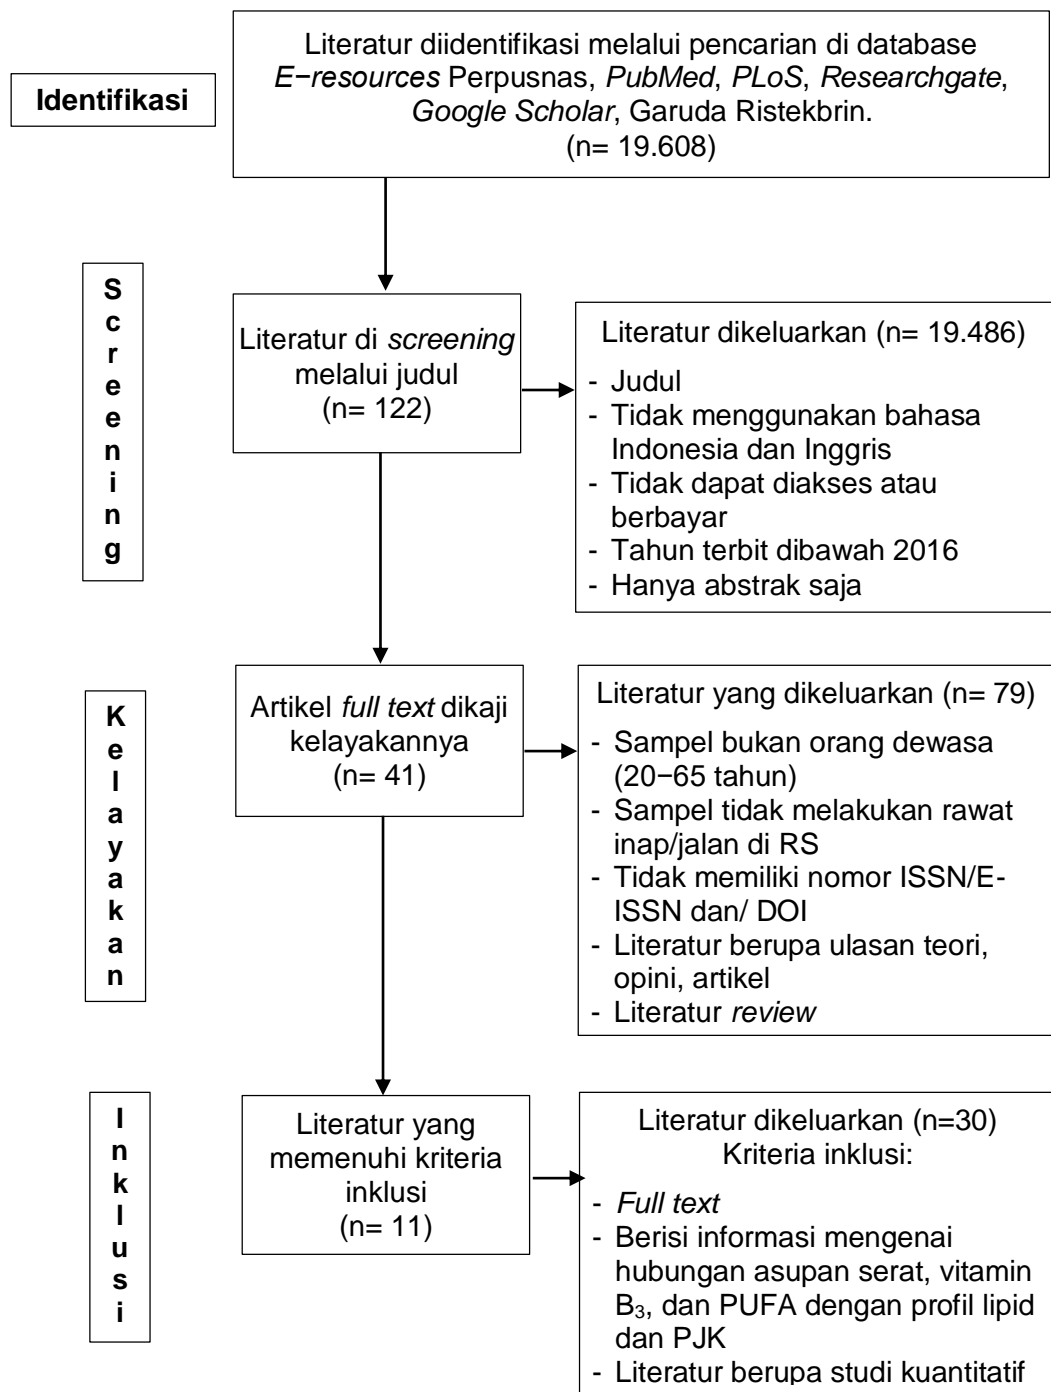 Identifikasi
Literatur diidentifikasi melalui pencarian di database
E−resources Perpusnas, PubMed, PLoS, Researchgate,
Google Scholar, Garuda Ristekbrin.
(n= 19.608)
Screening
Literatur di screening
melalui judul
(n= 122)
Literatur dikeluarkan (n= 19.486)
- Judul
- Tidak menggunakan bahasa
Indonesia dan Inggris
- Tidak dapat diakses atau
berbayar
- Tahun terbit dibawah 2016
- Hanya abstrak saja
Kelayakan
Artikel full text dikaji
kelayakannya
(n= 41)
Literatur yang dikeluarkan (n= 79)
- Sampel bukan orang dewasa
(20−65 tahun)
- Sampel tidak melakukan rawat
inap/jalan di RS
- Tidak memiliki nomor ISSN/E-
ISSN dan/ DOI
- Literatur berupa ulasan teori,
opini, artikel
- Literatur review
Inklusi
Literatur yang
memenuhi kriteria
inklusi
(n= 11)
Literatur dikeluarkan (n=30)
Kriteria inklusi:
- Full text
- Berisi informasi mengenai
hubungan asupan serat, vitamin
B₃, dan PUFA dengan profil lipid
dan PJK
- Literatur berupa studi kuantitatif